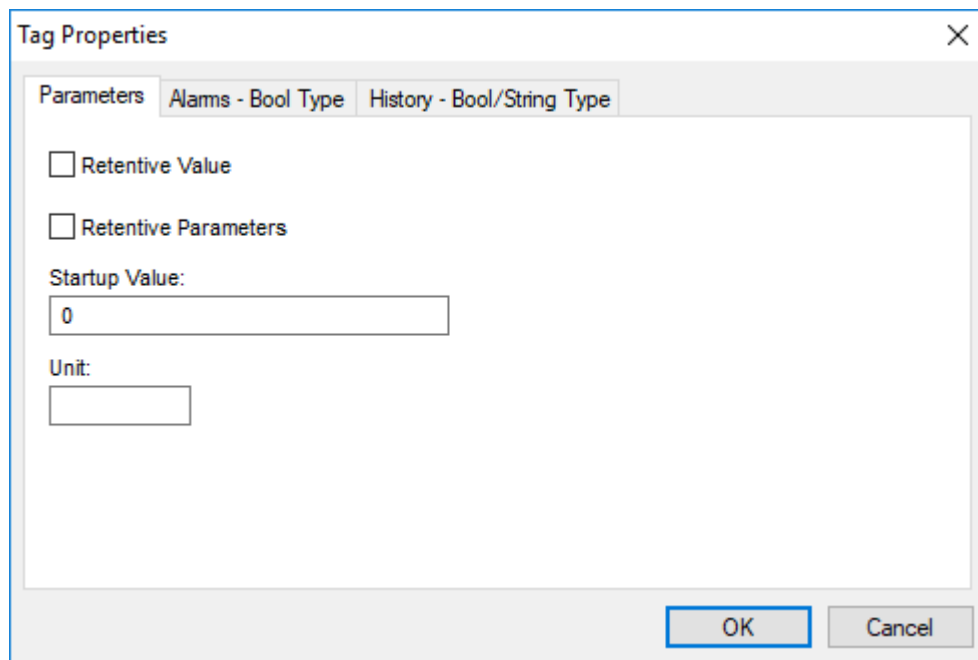 Tag Properties
Parameters Alarms - Bool Type History - Bool/String Type
Retentive Value
Retentive Parameters
Startup Value:
0
Unit:
OK Cancel